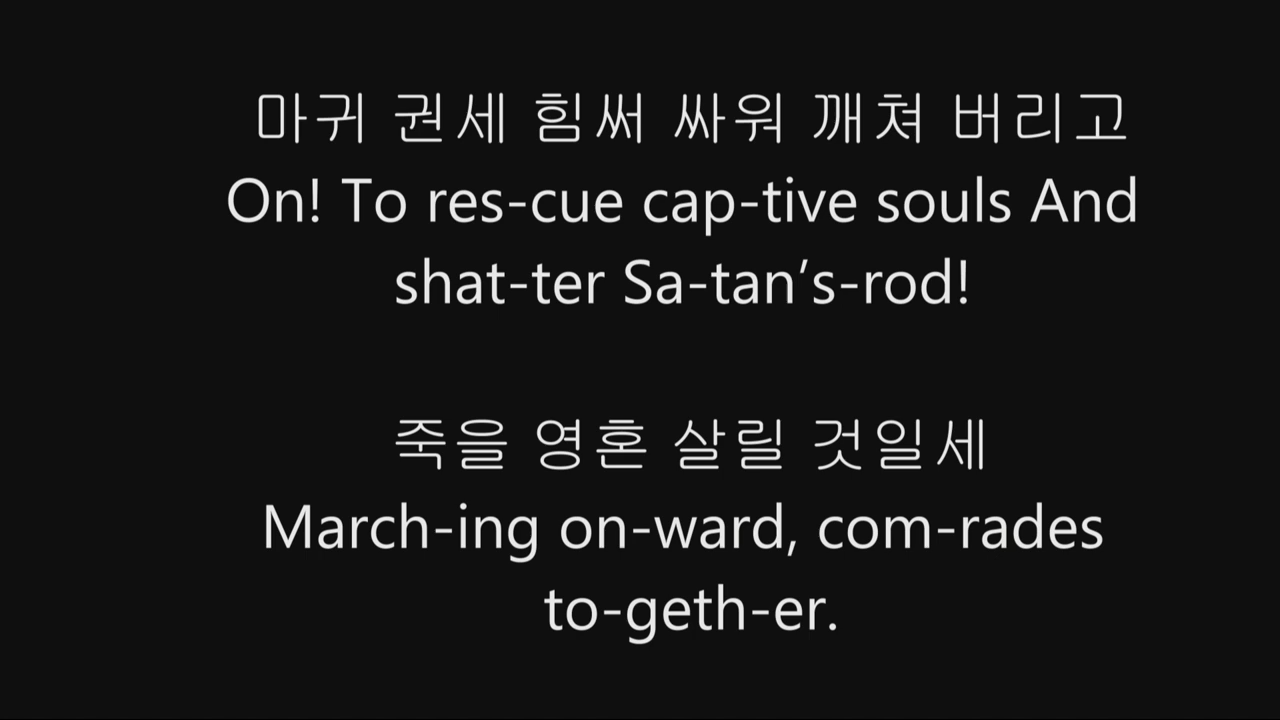 마귀 권세 힘써 싸워 깨쳐 버리고
On! To res-cue cap-tive souls And
shat-ter Sa-tan’s-rod!
죽을 영혼 살릴 것일세
March-ing on-ward, com-rades
to-geth-er.